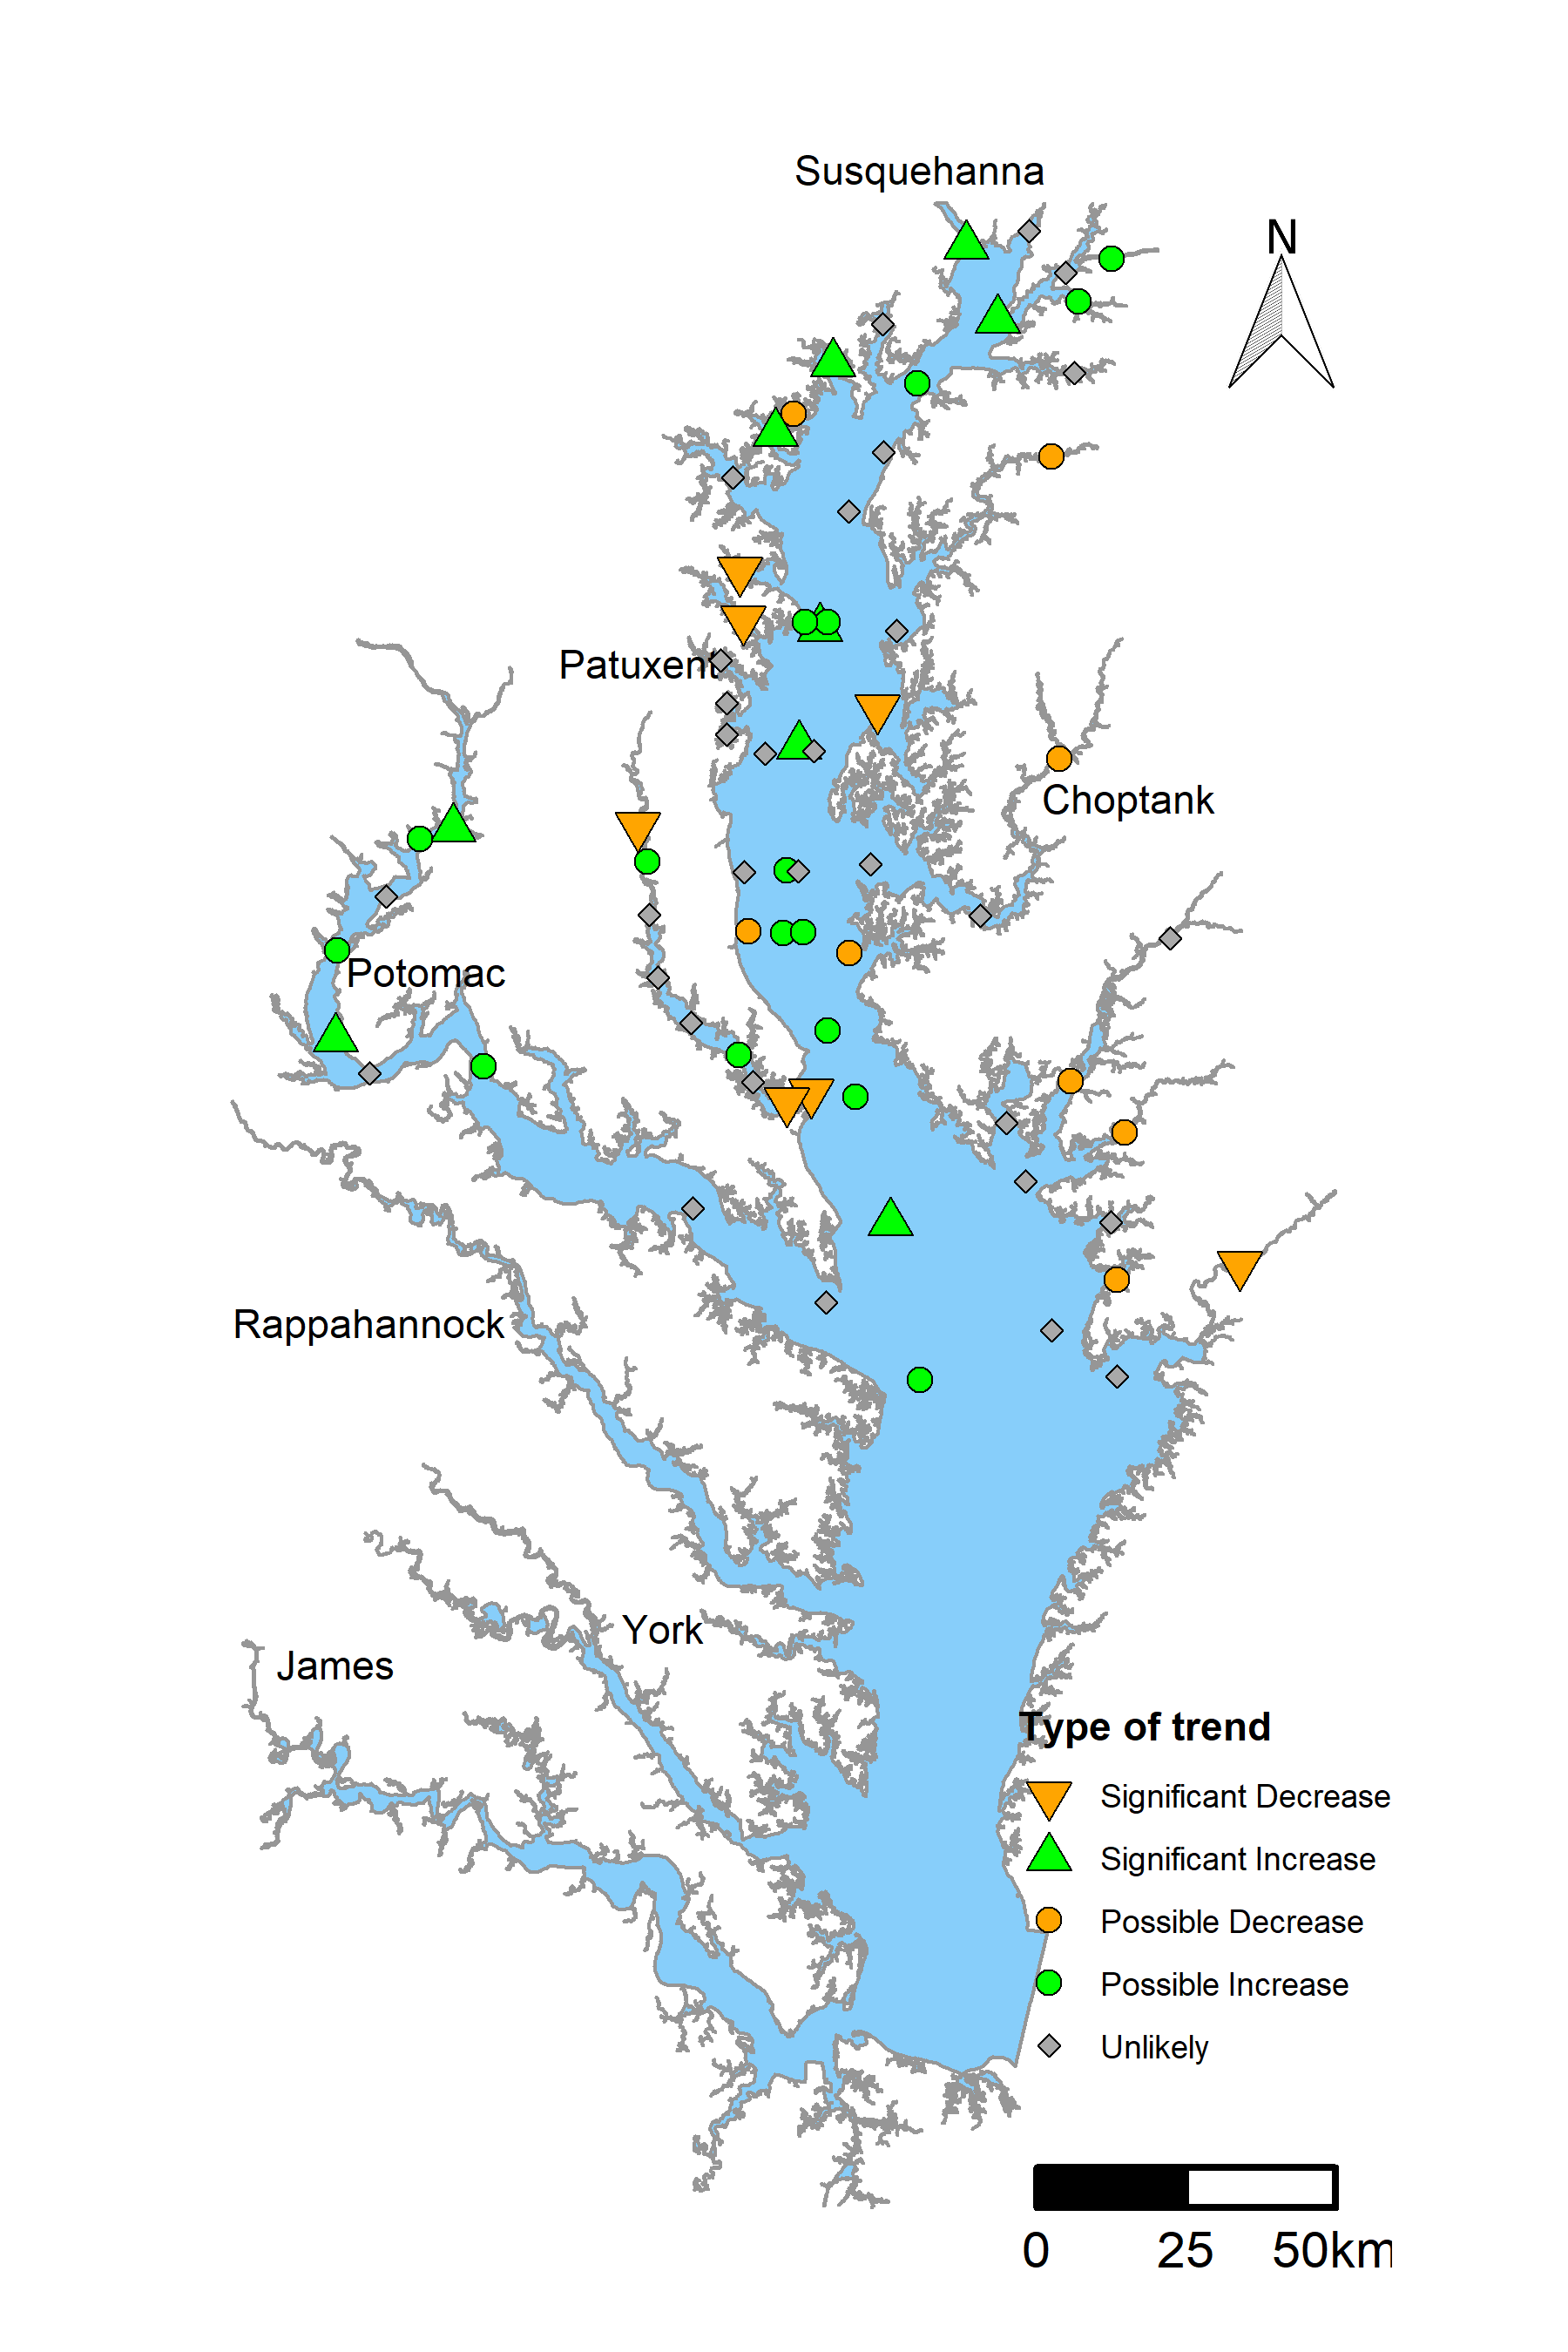 Susquehanna
N
Patuxent
Choptank
Potomac
Rappahannock
York
James
Type of trend
Significant Decrease
Significant Increase
Possible Decrease
Possible Increase
Unlikely
0 25 50km